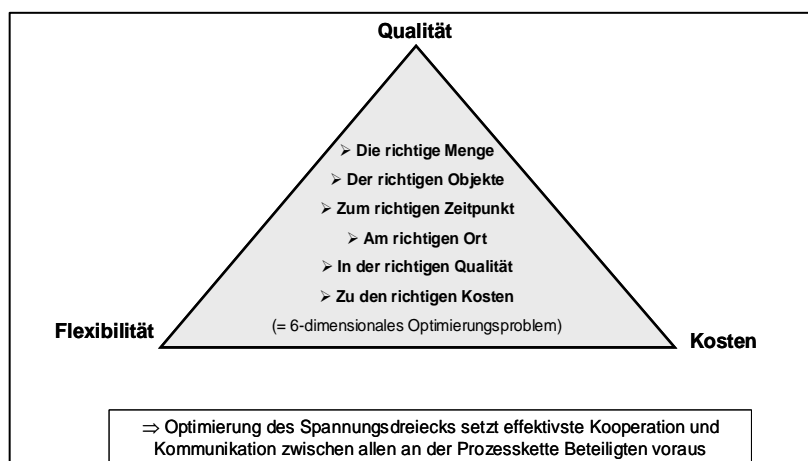 Qualität
➢ Die richtige Menge
➢ Der richtigen Objekte
➢ Zum richtigen Zeitpunkt
➢ Am richtigen Ort
➢ In der richtigen Qualität
➢ Zu den richtigen Kosten
(= 6-dimensionales Optimierungsproblem)
Flexibilität
Kosten
⇒ Optimierung des Spannungsdreiecks setzt effektivste Kooperation und
Kommunikation zwischen allen an der Prozesskette Beteiligten voraus